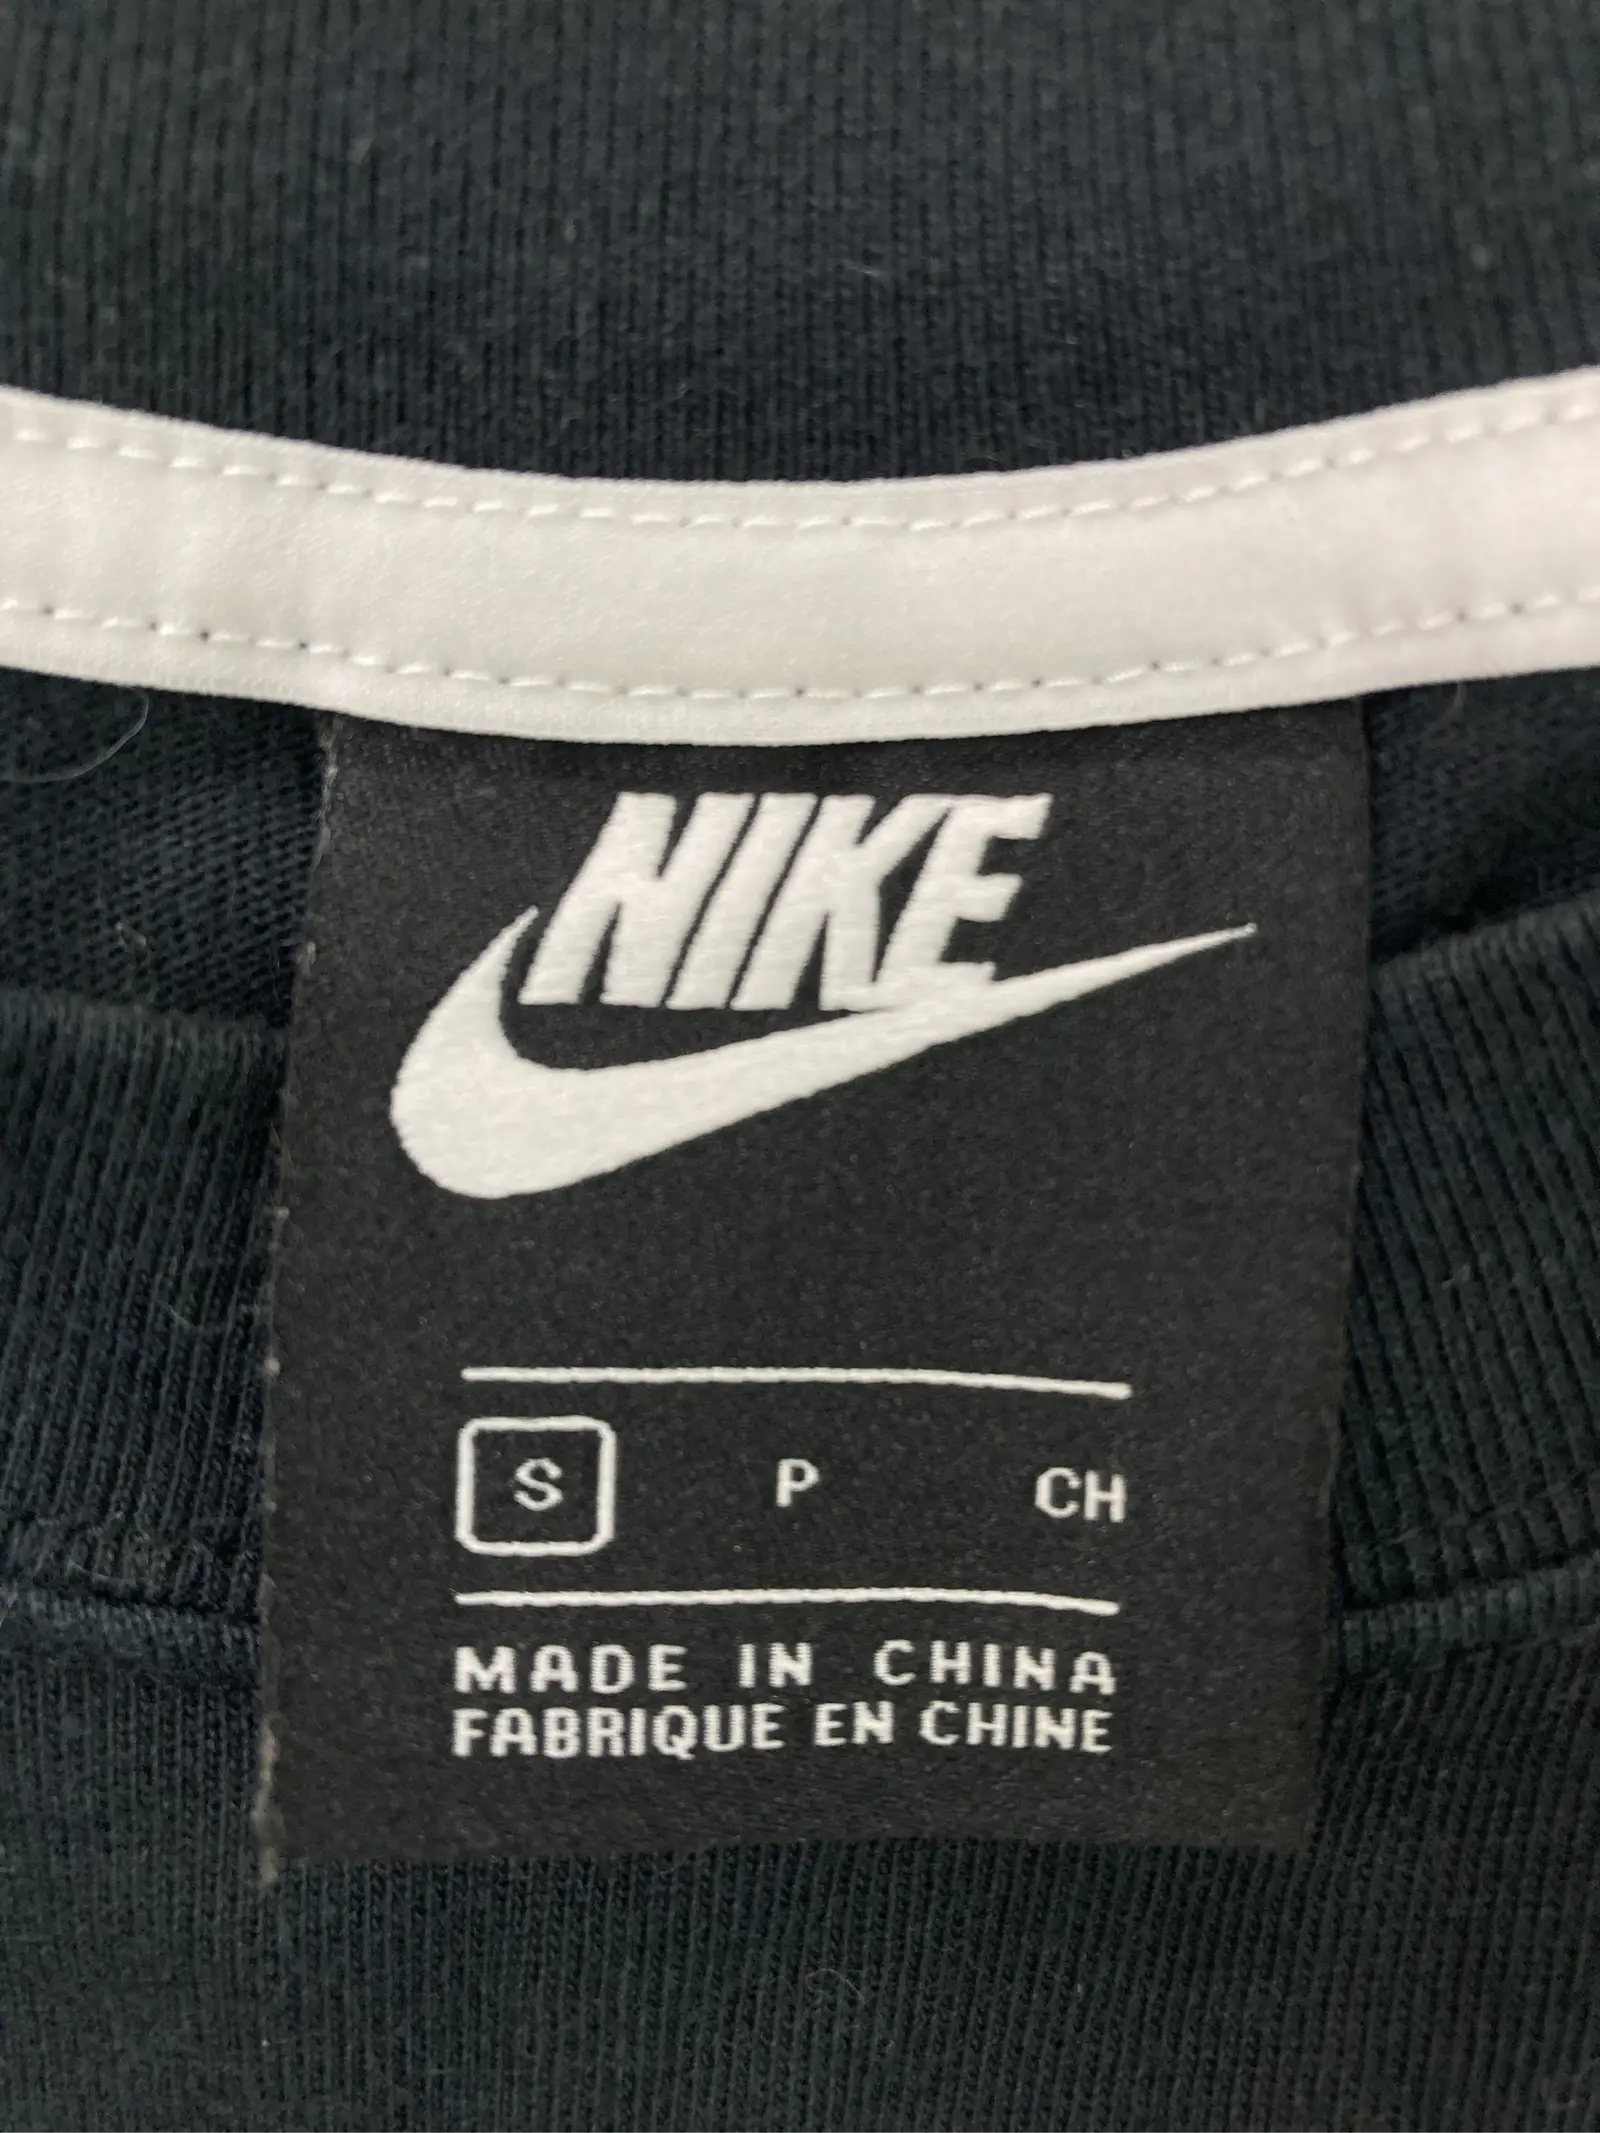 NIKE
S P CH
MADE IN CHINA
FABRIQUE EN CHINE